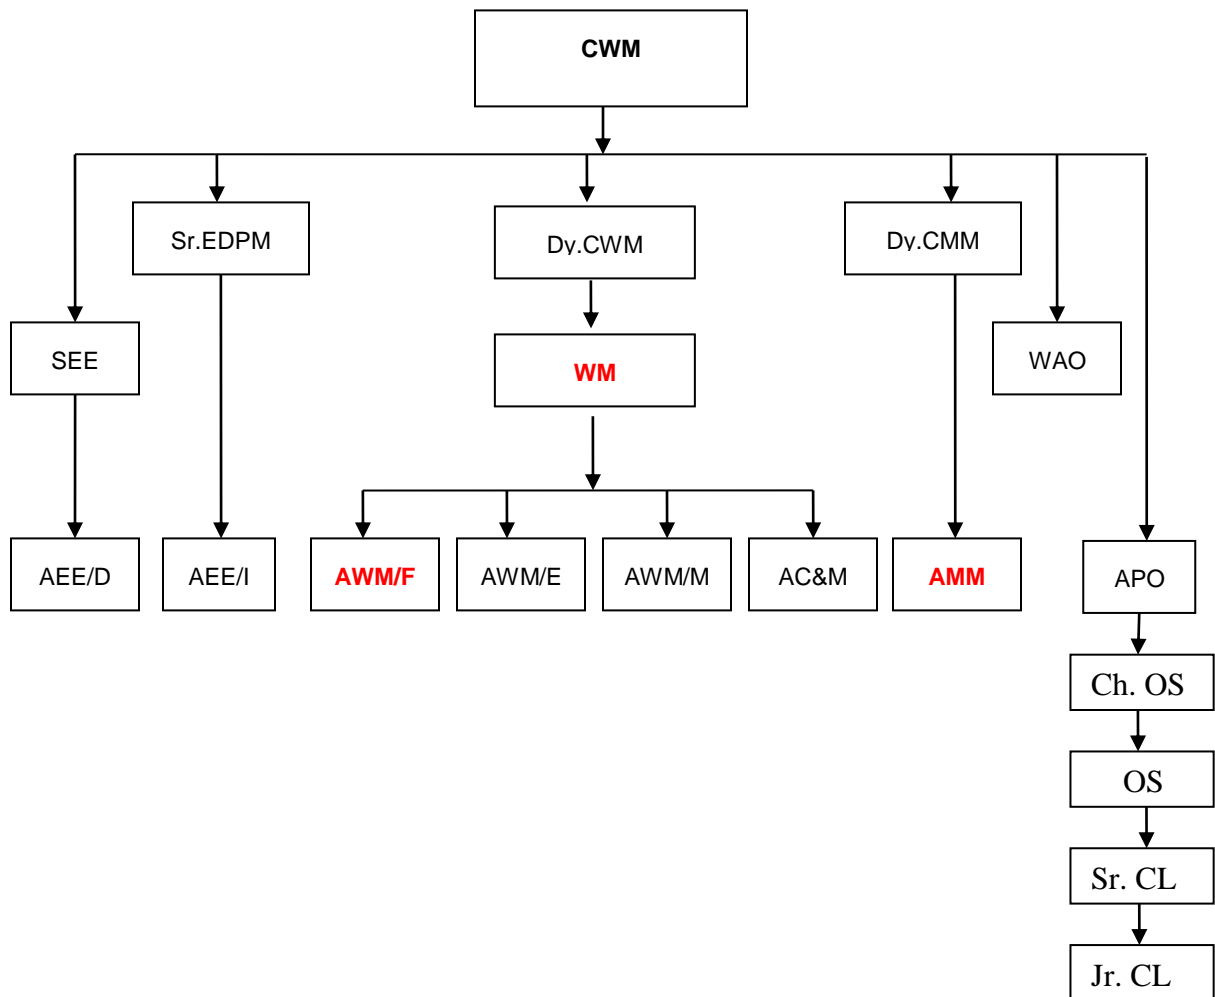 CWM
Sr.EDPM
Dy.CWM
Dy.CMM
SEE
WM
WAO
AEE/D
AEE/I
AWM/F
AWM/E
AWM/M
AC&M
AMM
APO
Ch. OS
OS
Sr. CL
Jr. CL